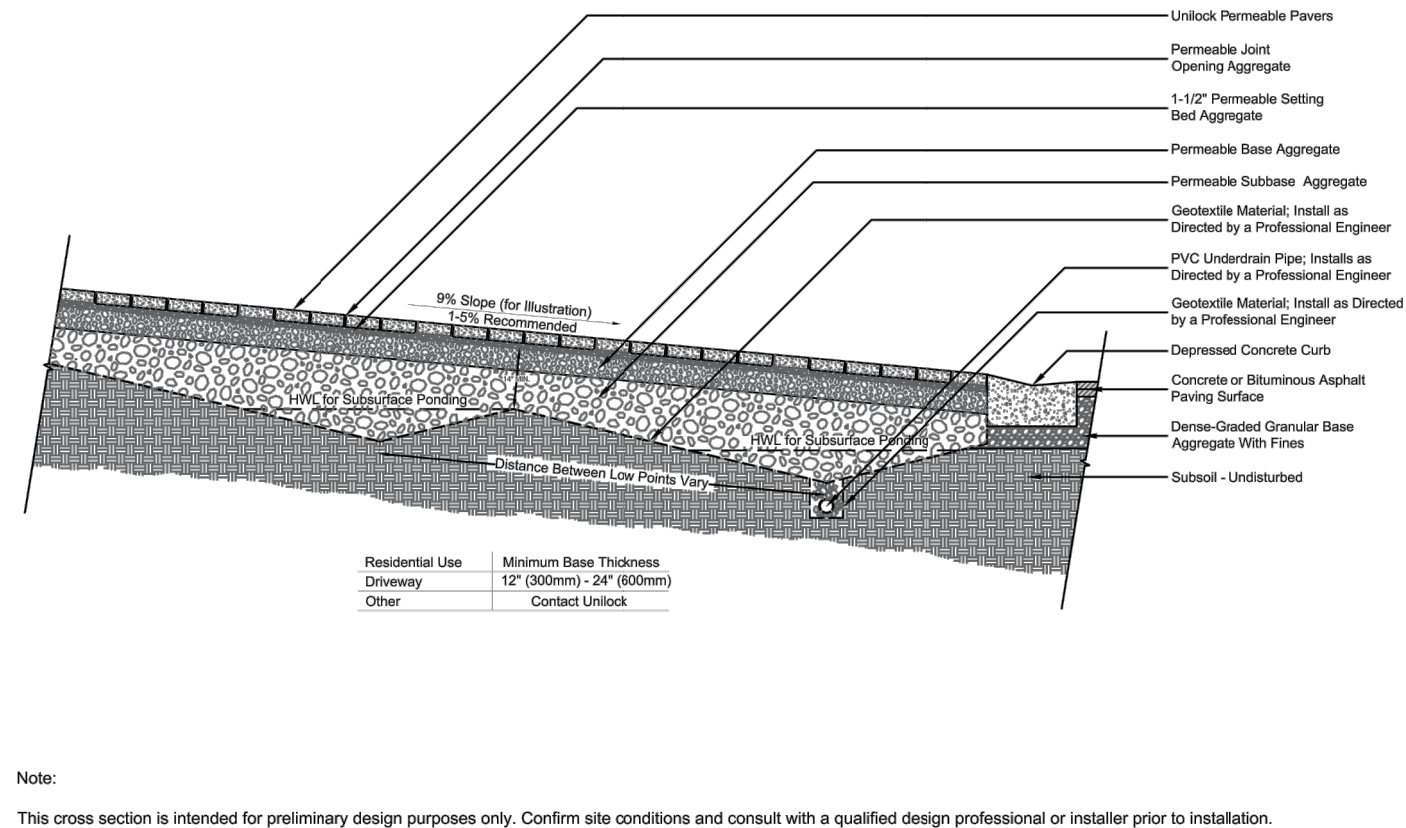 Unilock Permeable Pavers
Permeable Joint
Opening Aggregate
1-1/2" Permeable Setting
Bed Aggregate
Permeable Base Aggregate
Permeable Subbase Aggregate
Geotextile Material; Install as
Directed by a Professional Engineer
PVC Underdrain Pipe; Installs as
Directed by a Professional Engineer
Geotextile Material; Install as Directed
by a Professional Engineer
Depressed Concrete Curb
Concrete or Bituminous Asphalt
Paving Surface
Dense-Graded Granular Base
Aggregate With Fines
Subsoil - Undisturbed
9% Slope (for Illustration)
1-5% Recommended
HWL for Subsurface Ponding
HWL for Subsurface Ponding
Distance Between Low Points Vary
Residential Use Minimum Base Thickness
Driveway 12" (300mm) - 24" (600mm)
Other Contact Unilock
Note:
This cross section is intended for preliminary design purposes only. Confirm site conditions and consult with a qualified design professional or installer prior to installation.